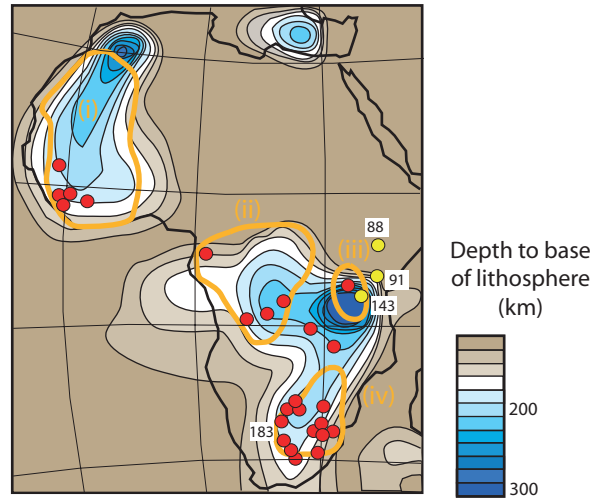 (i)
(ii)
88
(iii)
91
143
(iv)
183
Depth to base
of lithosphere
(km)
200
300